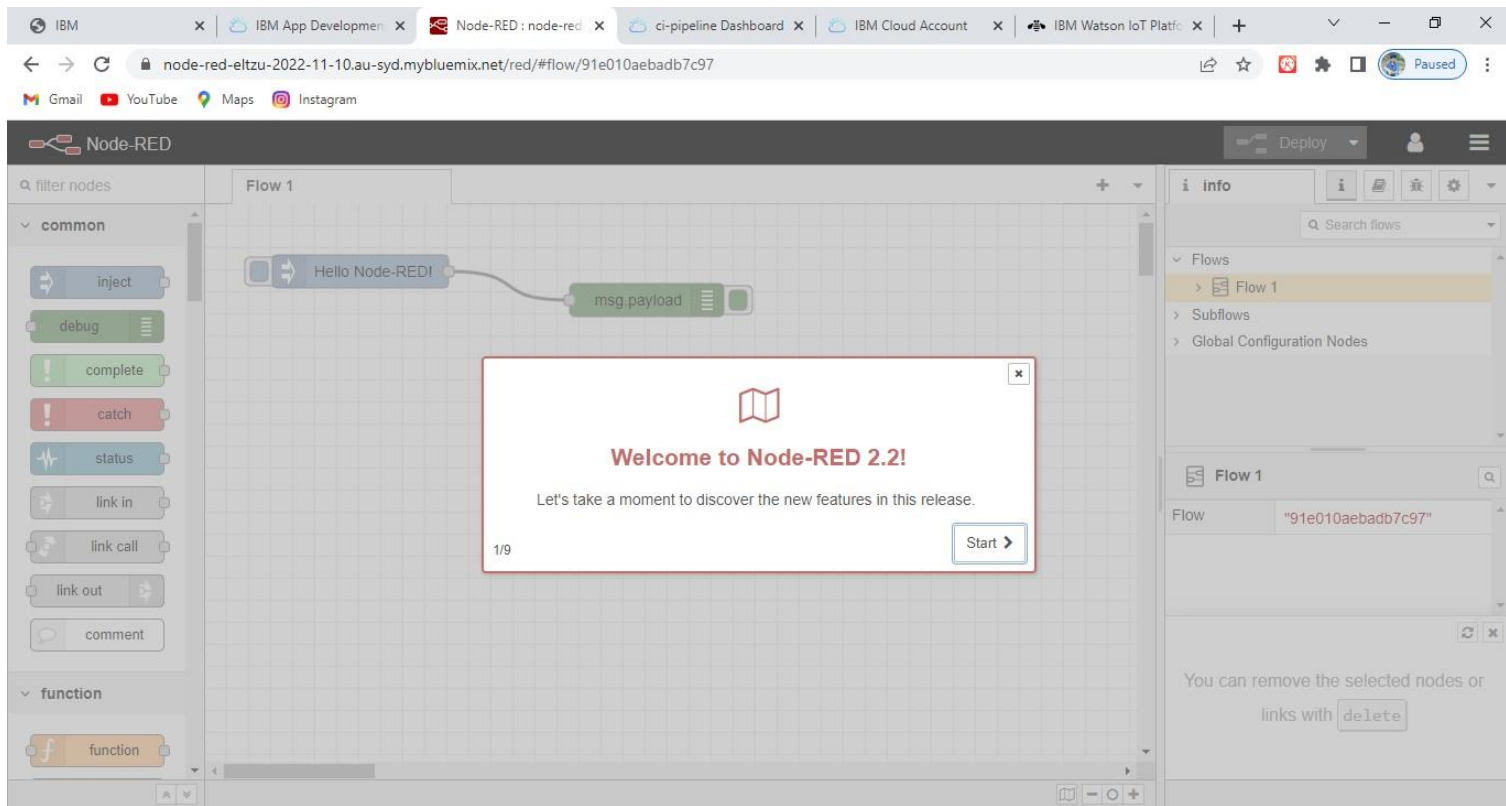 IBM
IBM App Developmen
Node-RED : node-red
ci-pipeline Dashboard
IBM Cloud Account
IBM Watson IoT Platfo
node-red-eltzu-2022-11-10.au-syd.mybluemix.net/red/#flow/91e010aebadb7c97
Paused
Gmail
YouTube
Maps
Instagram
Node-RED
Deploy
filter nodes
Flow 1
i info
i
Search flows
common
inject
debug
complete
catch
status
link in
link call
link out
comment
function
function
Hello Node-RED!
msg.payload
Welcome to Node-RED 2.2!
Let's take a moment to discover the new features in this release.
1/9
Start
Flows
Flow 1
Subflows
Global Configuration Nodes
Flow 1
Flow "91e010aebadb7c97"
You can remove the selected nodes or
links with delete